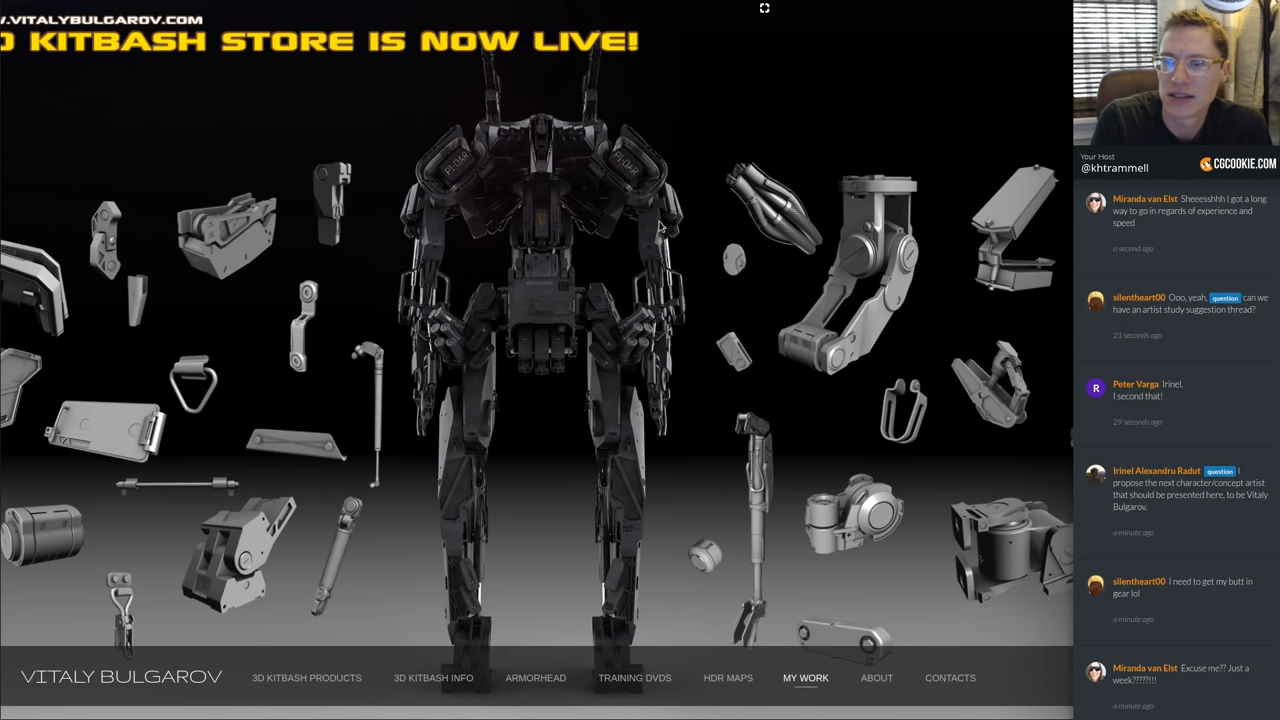 .VITALYBULGAROV.COM
KITBASH STORE IS NOW LIVE!
PI-OAR
PI-OAR
VITALY BULGAROV
3D KITBASH PRODUCTS
3D KITBASH INFO
ARMORHEAD
TRAINING DVDS
HDR MAPS
MY WORK
ABOUT
CONTACTS
Your Host
@khtrammell
CGCOOKIE.COM
Miranda van Elst Sheeesshhh I got a long
way to go in regards of experience and
speed
a second ago
silentheart00 Ooo, yeah, question can we
have an artist study suggestion thread?
21 seconds ago
R
Peter Varga Irinel,
I second that!
29 seconds ago
Irinel Alexandru Radut question I
propose the next character/concept artist
that should be presented here, to be Vitaly
Bulgarov.
a minute ago
silentheart00 I need to get my butt in
gear lol
a minute ago
Miranda van Elst Excuse me?? Just a
week?????!!!
a minute ago